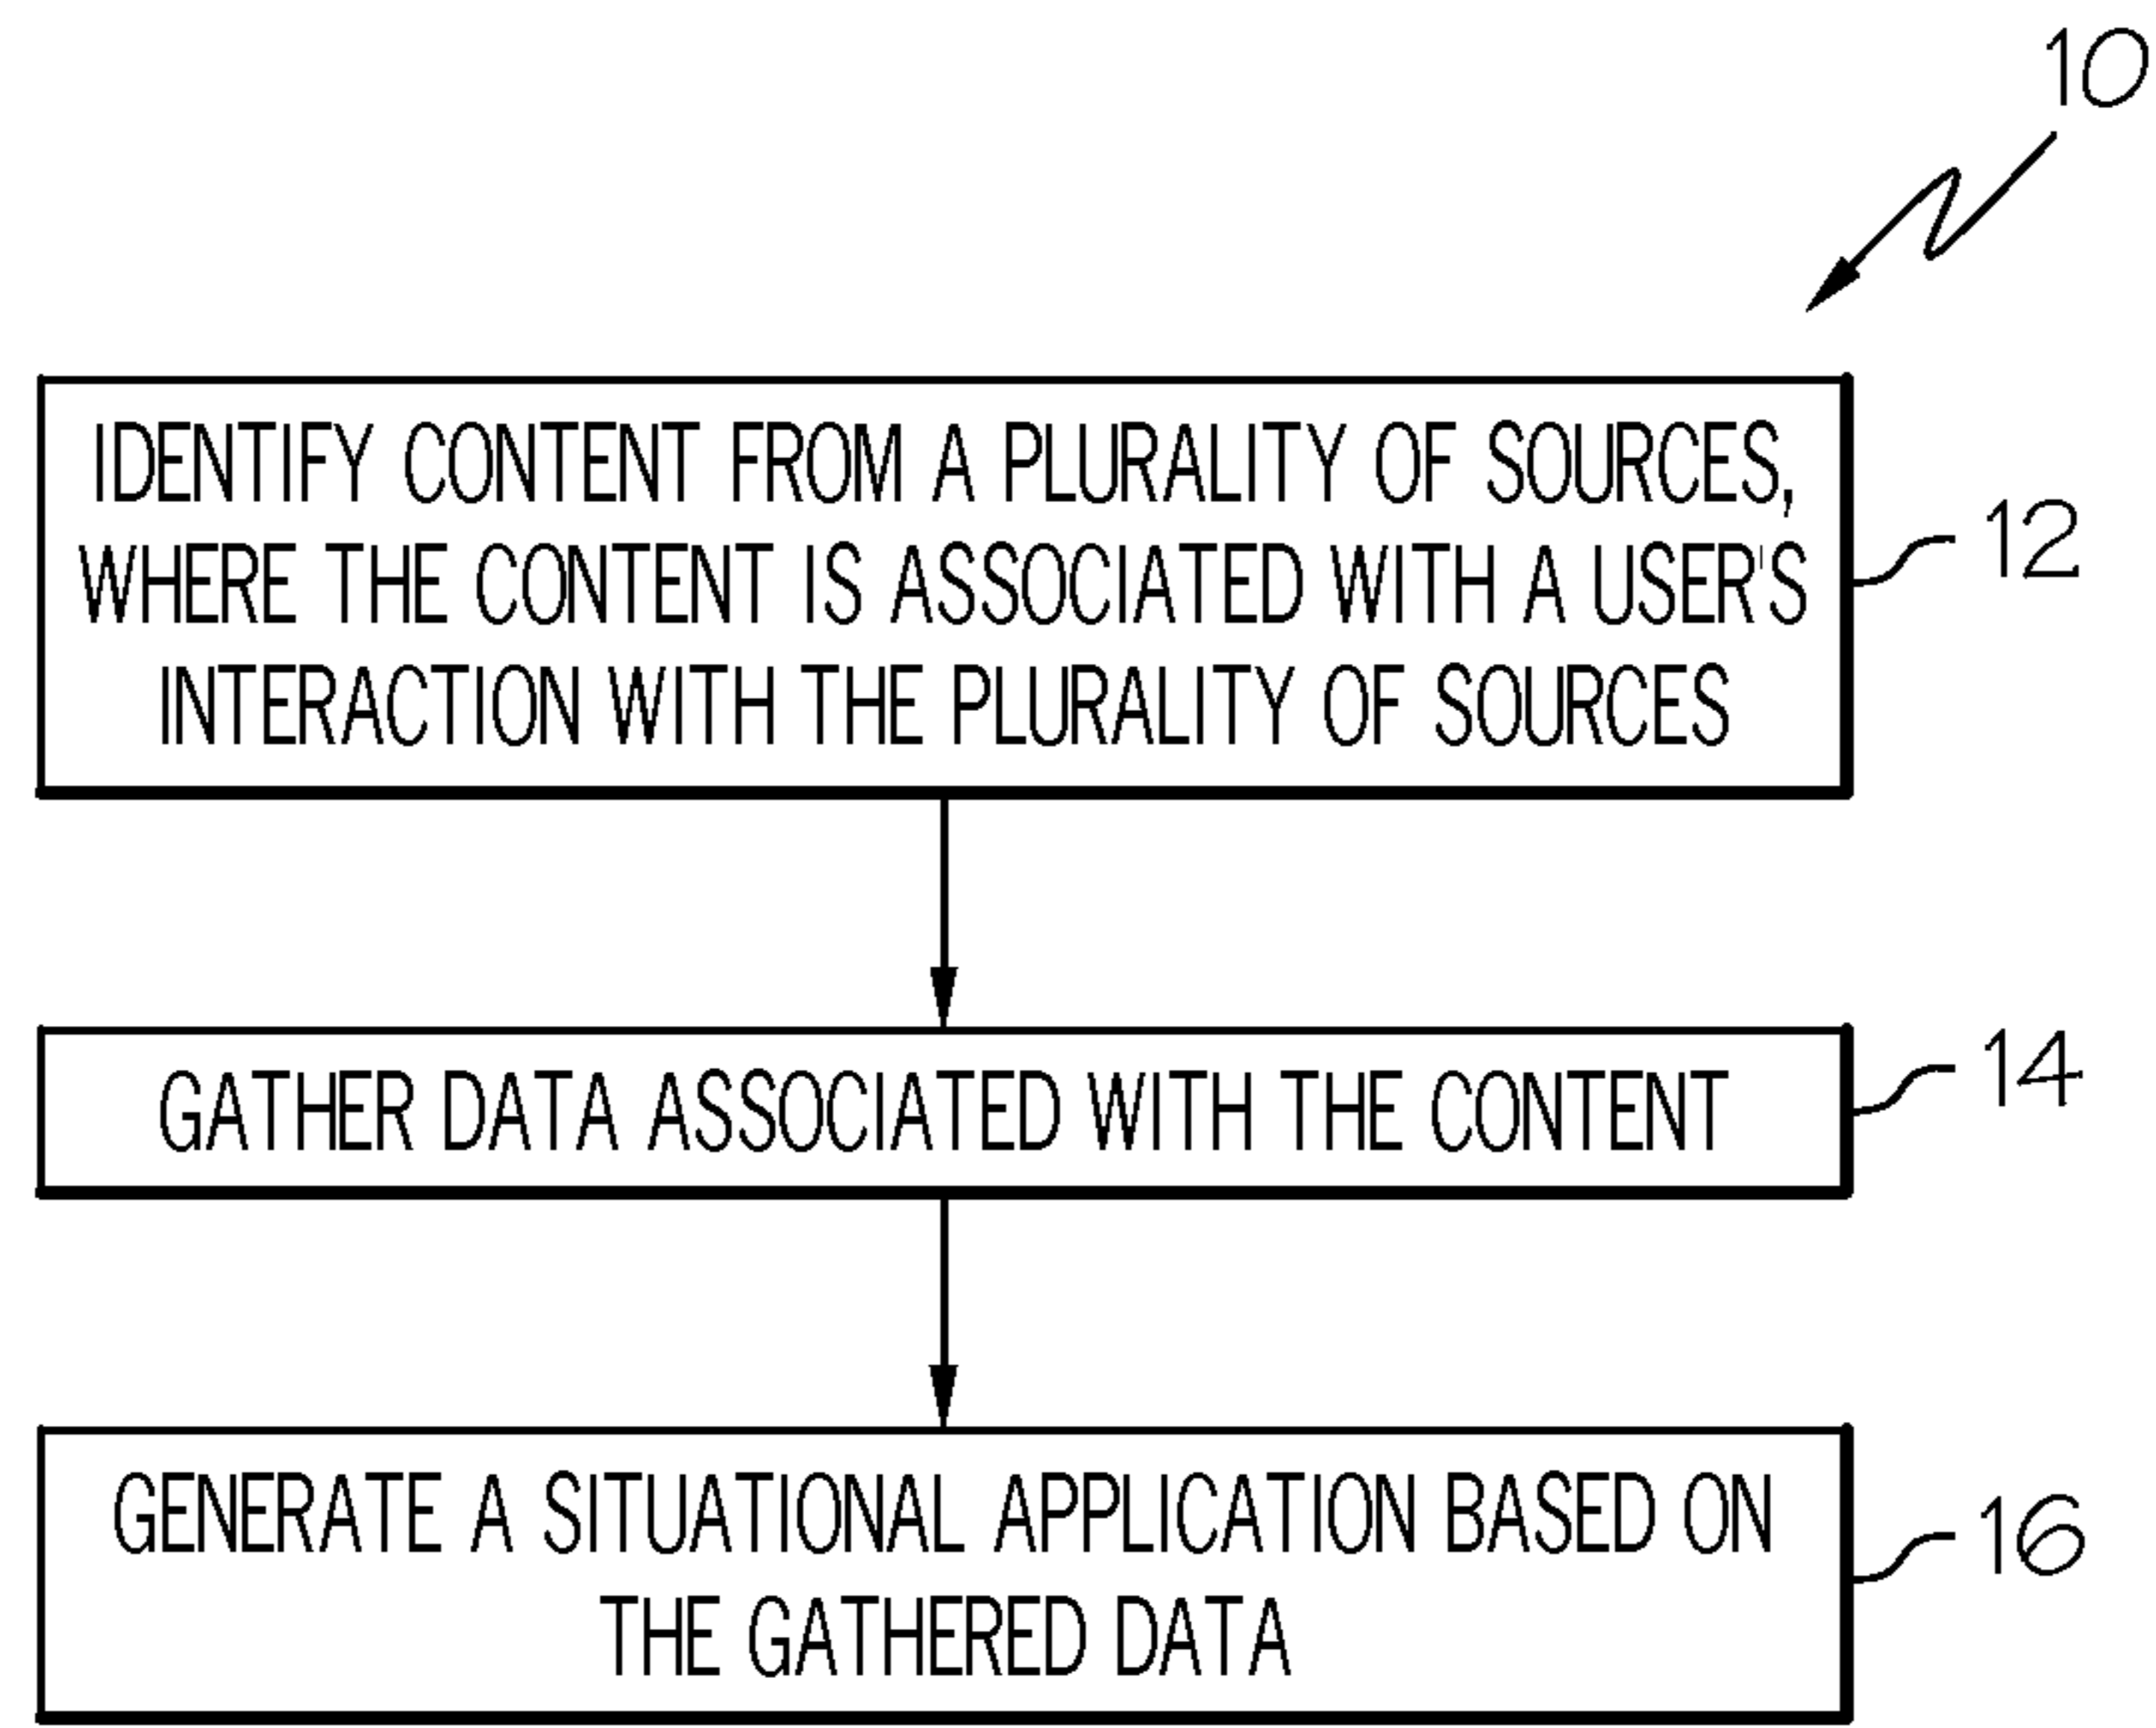 10
IDENTIFY CONTENT FROM A PLURALITY OF SOURCES,
WHERE THE CONTENT IS ASSOCIATED WITH A USER'S
INTERACTION WITH THE PLURALITY OF SOURCES
12
GATHER DATA ASSOCIATED WITH THE CONTENT
14
GENERATE A SITUATIONAL APPLICATION BASED ON
THE GATHERED DATA
16